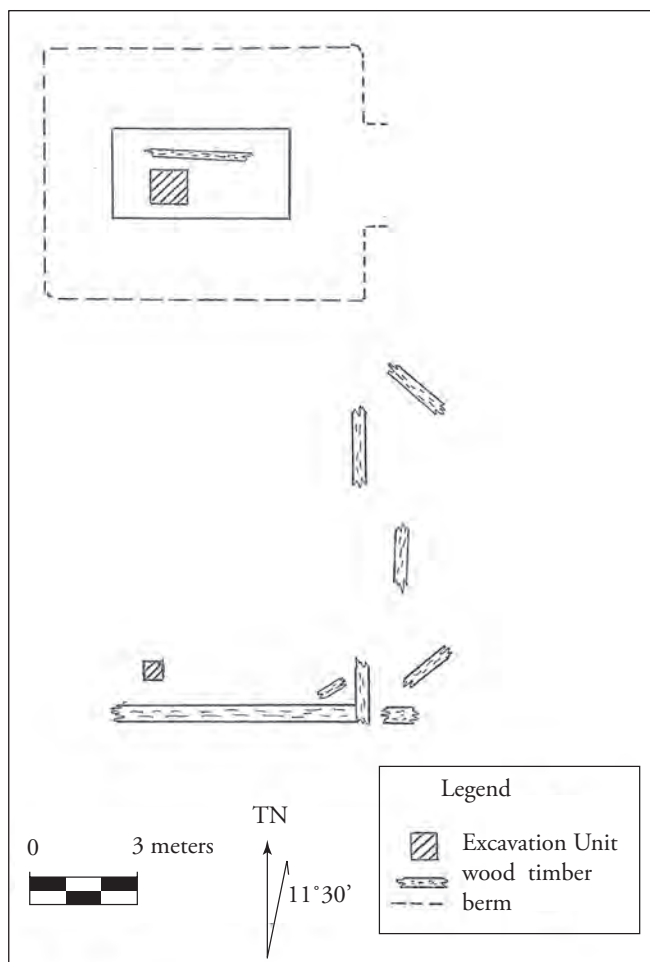 TN
0 3 meters
11°30'
Legend
Excavation Unit
wood timber
berm